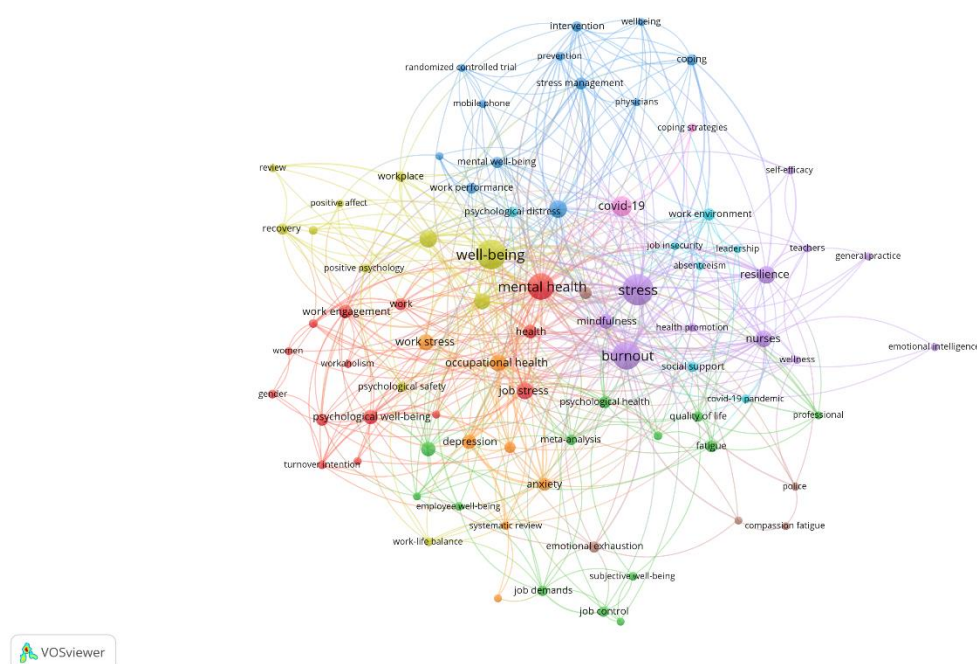 intervention
wellbeing
prevention
coping
randomized controlled trial
stress management
mobile phone
physicians
coping strategies
mental well-being
review
workplace
self-efficacy
work performance
positive affect
psychological distress
covid-19
work environment
recovery
job insecurity
leadership
teachers
well-being
general practice
positive psychology
absenteeism
resilience
mental health
stress
work engagement
work
mindfulness
health promotion
health
nurses
work stress
women
emotional intelligence
workaholism
occupational health
burnout
wellness
social support
gender
psychological safety
job stress
psychological health
covid-19 pandemic
psychological well-being
quality of life
professional
depression
meta-analysis
fatigue
turnover intention
anxiety
police
employee well-being
systematic review
compassion fatigue
work-life balance
emotional exhaustion
subjective well-being
job demands
job control
VOSviewer